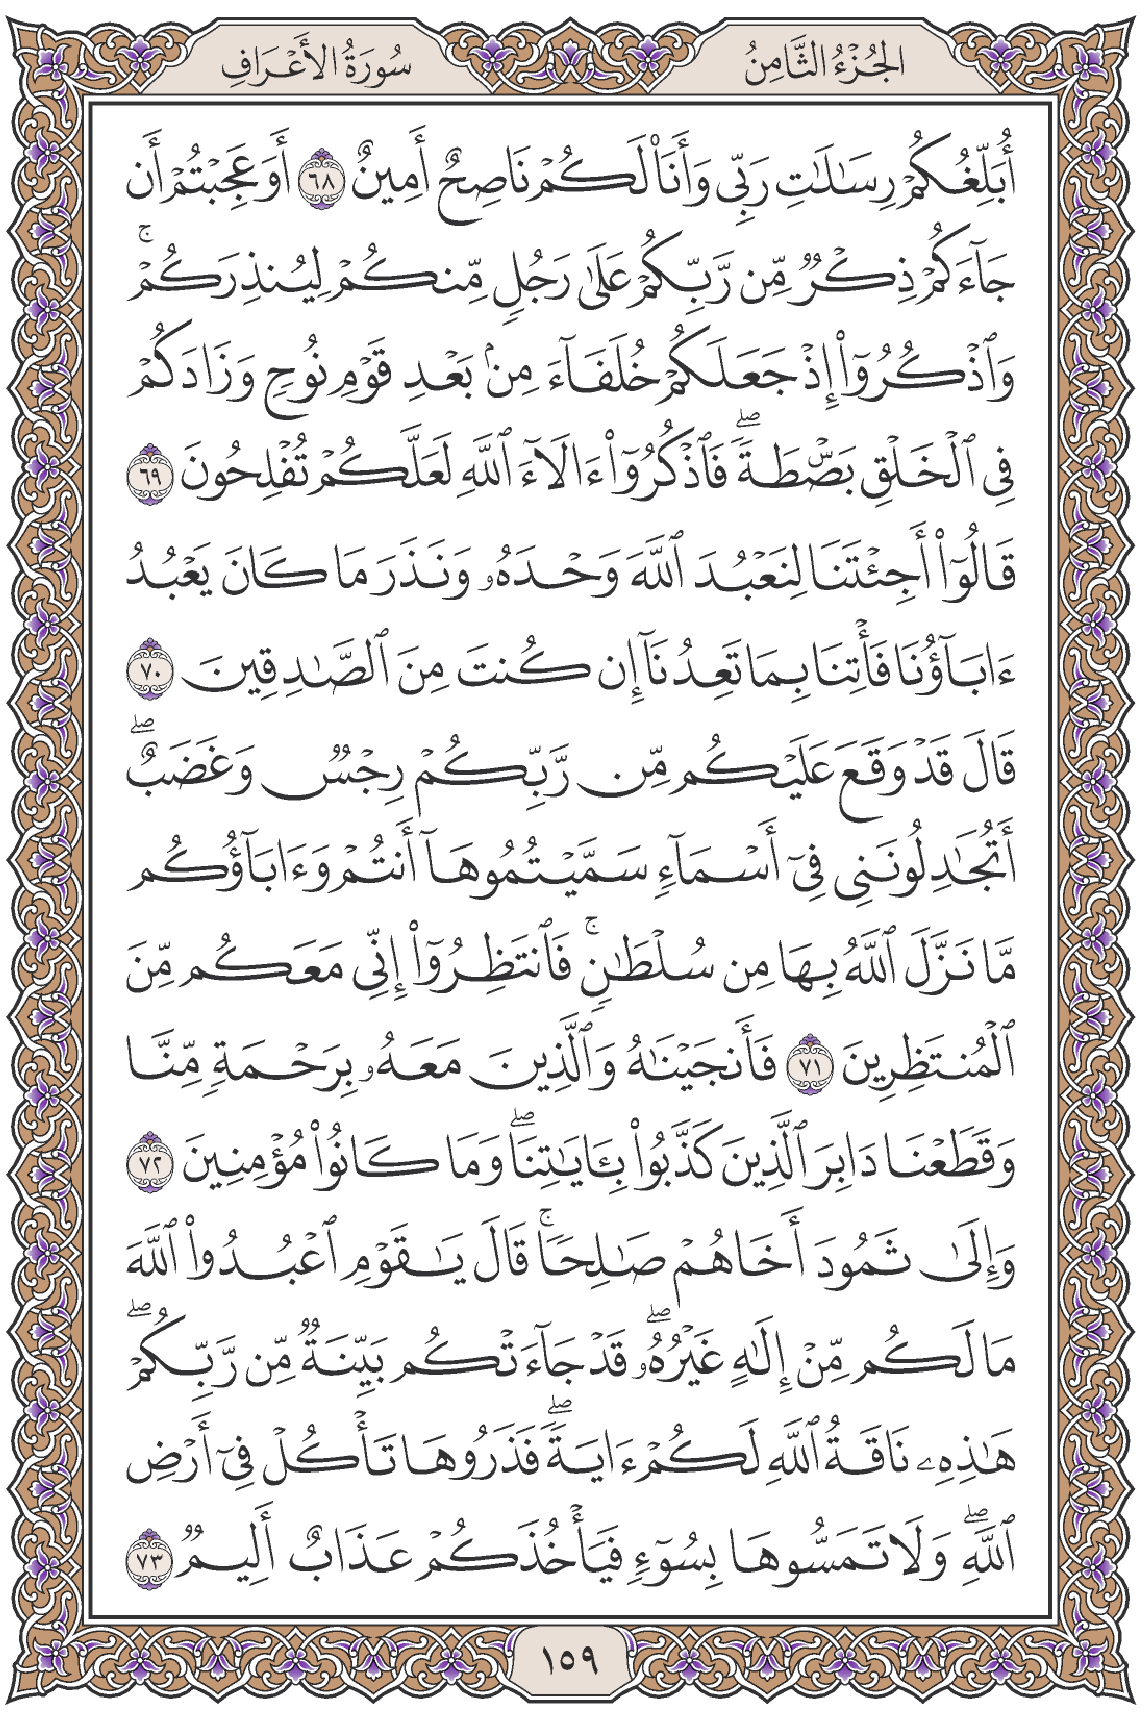 الجُزْءُ الثَّامِنُ
سُورَةُ الأَعْرَافِ
أُبَلِّغُكُمْ رِسَٰلَٰتِ رَبِّي وَأَنَا۠ لَكُمْ نَاصِحٌ أَمِينٌ ٦٨ أَوَعَجِبْتُمْ أَن
جَآءَكُمْ ذِكْرٌ مِّن رَّبِّكُمْ عَلَىٰ رَجُلٍ مِّنكُمْ لِيُنذِرَكُمْ ۚ
وَٱذْكُرُوٓا۟ إِذْ جَعَلَكُمْ خُلَفَآءَ مِنۢ بَعْدِ قَوْمِ نُوحٍ وَزَادَكُمْ
فِي ٱلْخَلْقِ بَصْۜطَةً ۖ فَٱذْكُرُوٓا۟ ءَالَآءَ ٱللَّهِ لَعَلَّكُمْ تُفْلِحُونَ ٦٩
قَالُوٓا۟ أَجِئْتَنَا لِنَعْبُدَ ٱللَّهَ وَحْدَهُۥ وَنَذَرَ مَا كَانَ يَعْبُدُ
ءَابَآؤُنَا فَأْتِنَا بِمَا تَعِدُنَآ إِن كُنتَ مِنَ ٱلصَّٰدِقِينَ ٧٠
قَالَ قَدْ وَقَعَ عَلَيْكُم مِّن رَّبِّكُمْ رِجْسٌ وَغَضَبٌ ۖ
أَتُجَٰدِلُونَنِي فِيٓ أَسْمَآءٍ سَمَّيْتُمُوهَآ أَنتُمْ وَءَابَآؤُكُم
مَّا نَزَّلَ ٱللَّهُ بِهَا مِن سُلْطَٰنٍ ۚ فَٱنتَظِرُوٓا۟ إِنِّي مَعَكُم مِّنَ
ٱلْمُنتَظِرِينَ ٧١ فَأَنجَيْنَٰهُ وَٱلَّذِينَ مَعَهُۥ بِرَحْمَةٍ مِّنَّا
وَقَطَعْنَا دَابِرَ ٱلَّذِينَ كَذَّبُوا۟ بِـَٔايَٰتِنَا ۖ وَمَا كَانُوا۟ مُؤْمِنِينَ ٧٢
وَإِلَىٰ ثَمُودَ أَخَاهُمْ صَٰلِحًا ۚ قَالَ يَٰقَوْمِ ٱعْبُدُوا۟ ٱللَّهَ
مَا لَكُم مِّنْ إِلَٰهٍ غَيْرُهُۥ ۖ قَدْ جَآءَتْكُم بَيِّنَةٌ مِّن رَّبِّكُمْ ۖ
هَٰذِهِۦ نَاقَةُ ٱللَّهِ لَكُمْ ءَايَةً ۖ فَذَرُوهَا تَأْكُلْ فِيٓ أَرْضِ
ٱللَّهِ ۖ وَلَا تَمَسُّوهَا بِسُوٓءٍ فَيَأْخُذَكُمْ عَذَابٌ أَلِيمٌ ٧٣
١٥٩